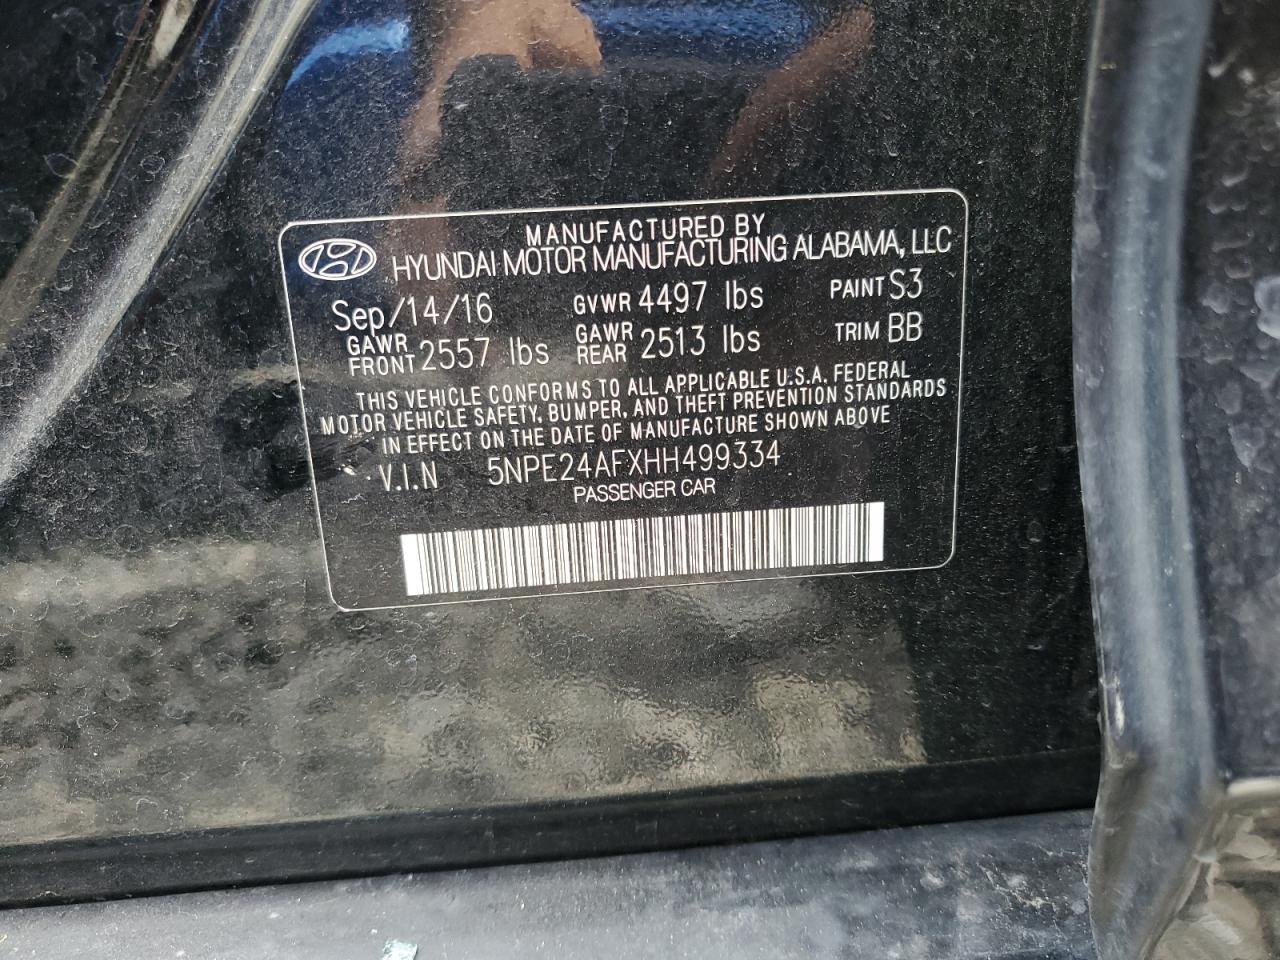 MANUFACTURED BY
HYUNDAI MOTOR MANUFACTURING ALABAMA, LLC
Sep/14/16 GVWR 4497 lbs PAINT S3
GAWR FRONT 2557 lbs GAWR REAR 2513 lbs TRIM BB
THIS VEHICLE CONFORMS TO ALL APPLICABLE U.S.A. FEDERAL
MOTOR VEHICLE SAFETY, BUMPER, AND THEFT PREVENTION STANDARDS
IN EFFECT ON THE DATE OF MANUFACTURE SHOWN ABOVE
V.I.N 5NPE24AFXHH499334
PASSENGER CAR